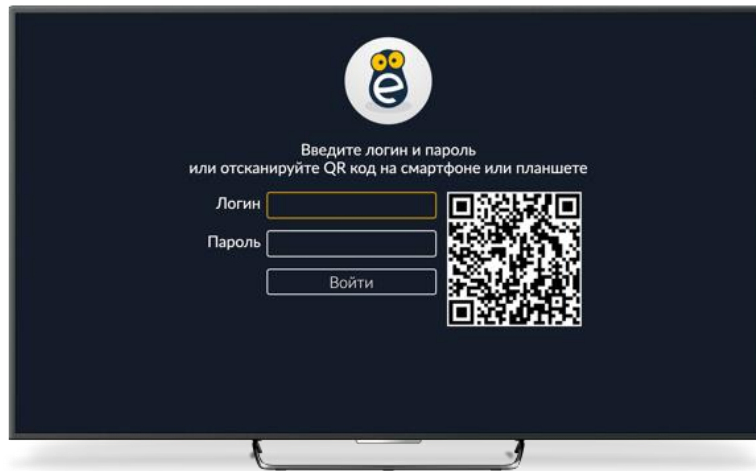 e
Введите логин и пароль
или отсканируйте QR код на смартфоне или планшете
Логин
Пароль
Войти